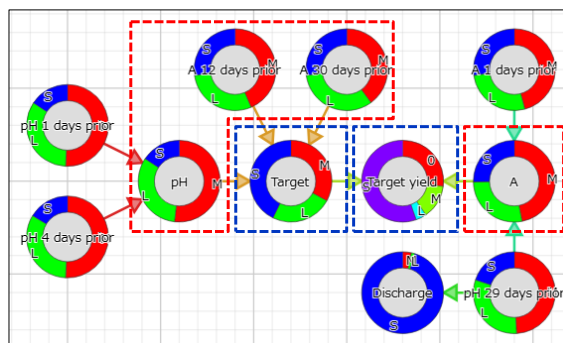 S
S
S
M
M
M
A 12 days prior
A 30 days prior
A 1 days prior
L
L
L
S
pH 1 days prior
L
S
pH
M
L
S
Target
M
L
S
Target yield
0
M
L
S
A
L
S
pH 4 days prior
L
Discharge
M
L
S
S
pH 29 days prior
L